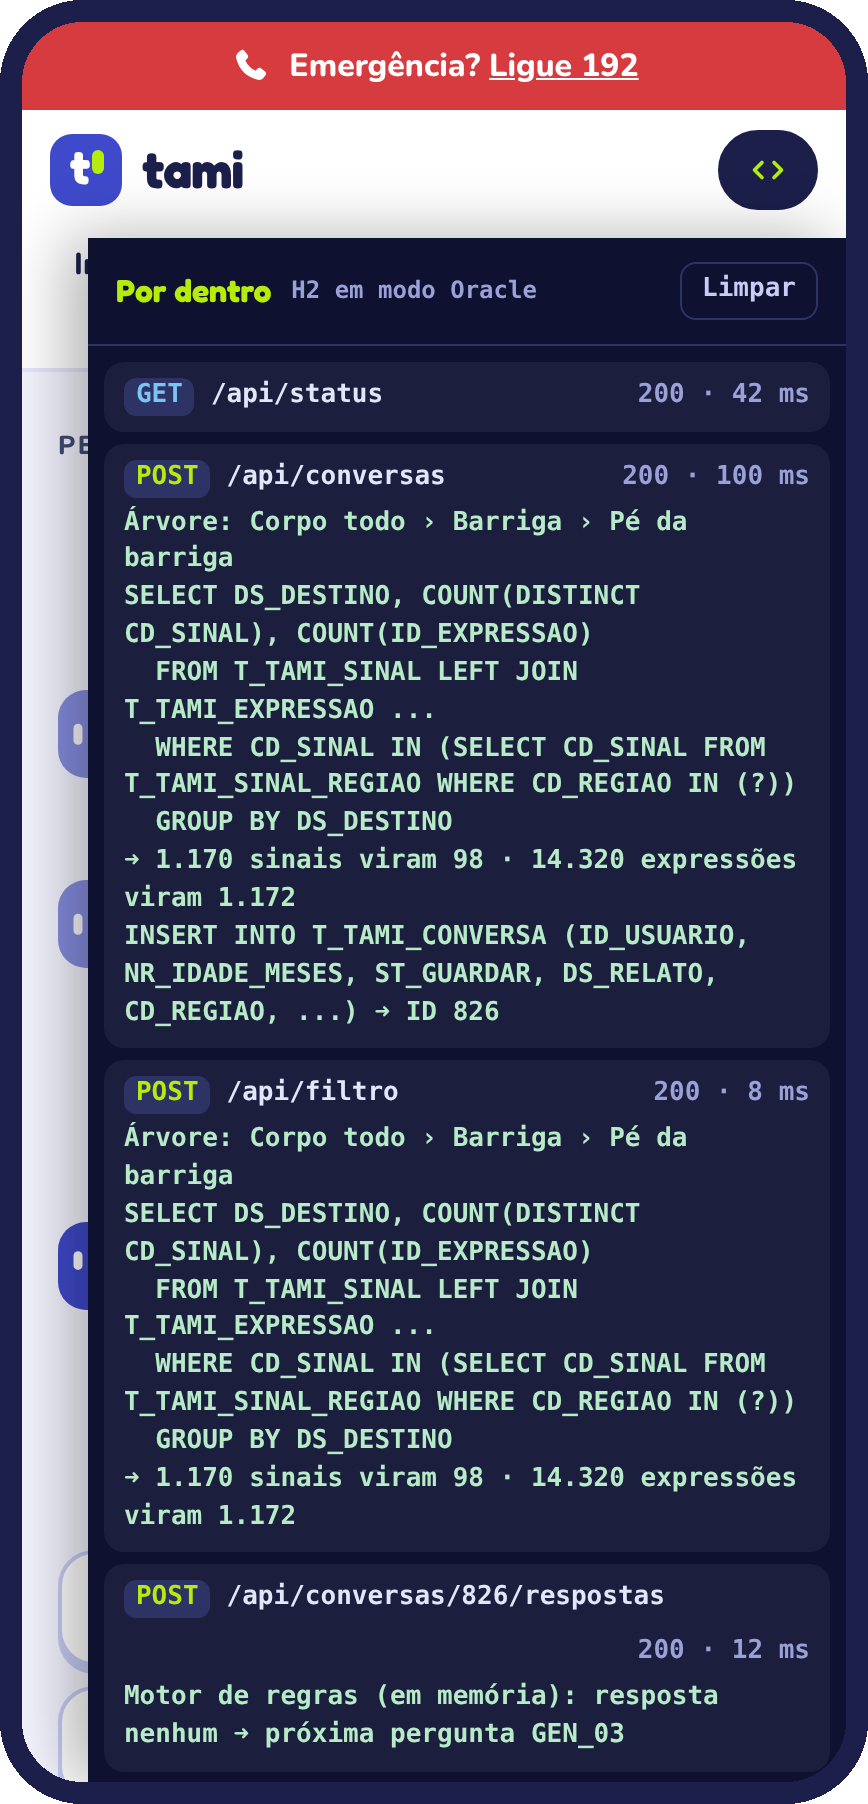 Emergência? Ligue 192
t
tami
<>
Por dentro H2 em modo Oracle Limpar
GET /api/status 200 · 42 ms
PE
POST /api/conversas 200 · 100 ms
Árvore: Corpo todo › Barriga › Pé da
barriga
SELECT DS_DESTINO, COUNT(DISTINCT
CD_SINAL), COUNT(ID_EXPRESSAO)
FROM T_TAMI_SINAL LEFT JOIN
T_TAMI_EXPRESSAO ...
WHERE CD_SINAL IN (SELECT CD_SINAL FROM
T_TAMI_SINAL_REGIAO WHERE CD_REGIAO IN (?))
GROUP BY DS_DESTINO
→ 1.170 sinais viram 98 · 14.320 expressões
viram 1.172
INSERT INTO T_TAMI_CONVERSA (ID_USUARIO,
NR_IDADE_MESES, ST_GUARDAR, DS_RELATO,
CD_REGIAO, ...) → ID 826
POST /api/filtro 200 · 8 ms
Árvore: Corpo todo › Barriga › Pé da
barriga
SELECT DS_DESTINO, COUNT(DISTINCT
CD_SINAL), COUNT(ID_EXPRESSAO)
FROM T_TAMI_SINAL LEFT JOIN
T_TAMI_EXPRESSAO ...
WHERE CD_SINAL IN (SELECT CD_SINAL FROM
T_TAMI_SINAL_REGIAO WHERE CD_REGIAO IN (?))
GROUP BY DS_DESTINO
→ 1.170 sinais viram 98 · 14.320 expressões
viram 1.172
POST /api/conversas/826/respostas
200 · 12 ms
Motor de regras (em memória): resposta
nenhum → próxima pergunta GEN_03